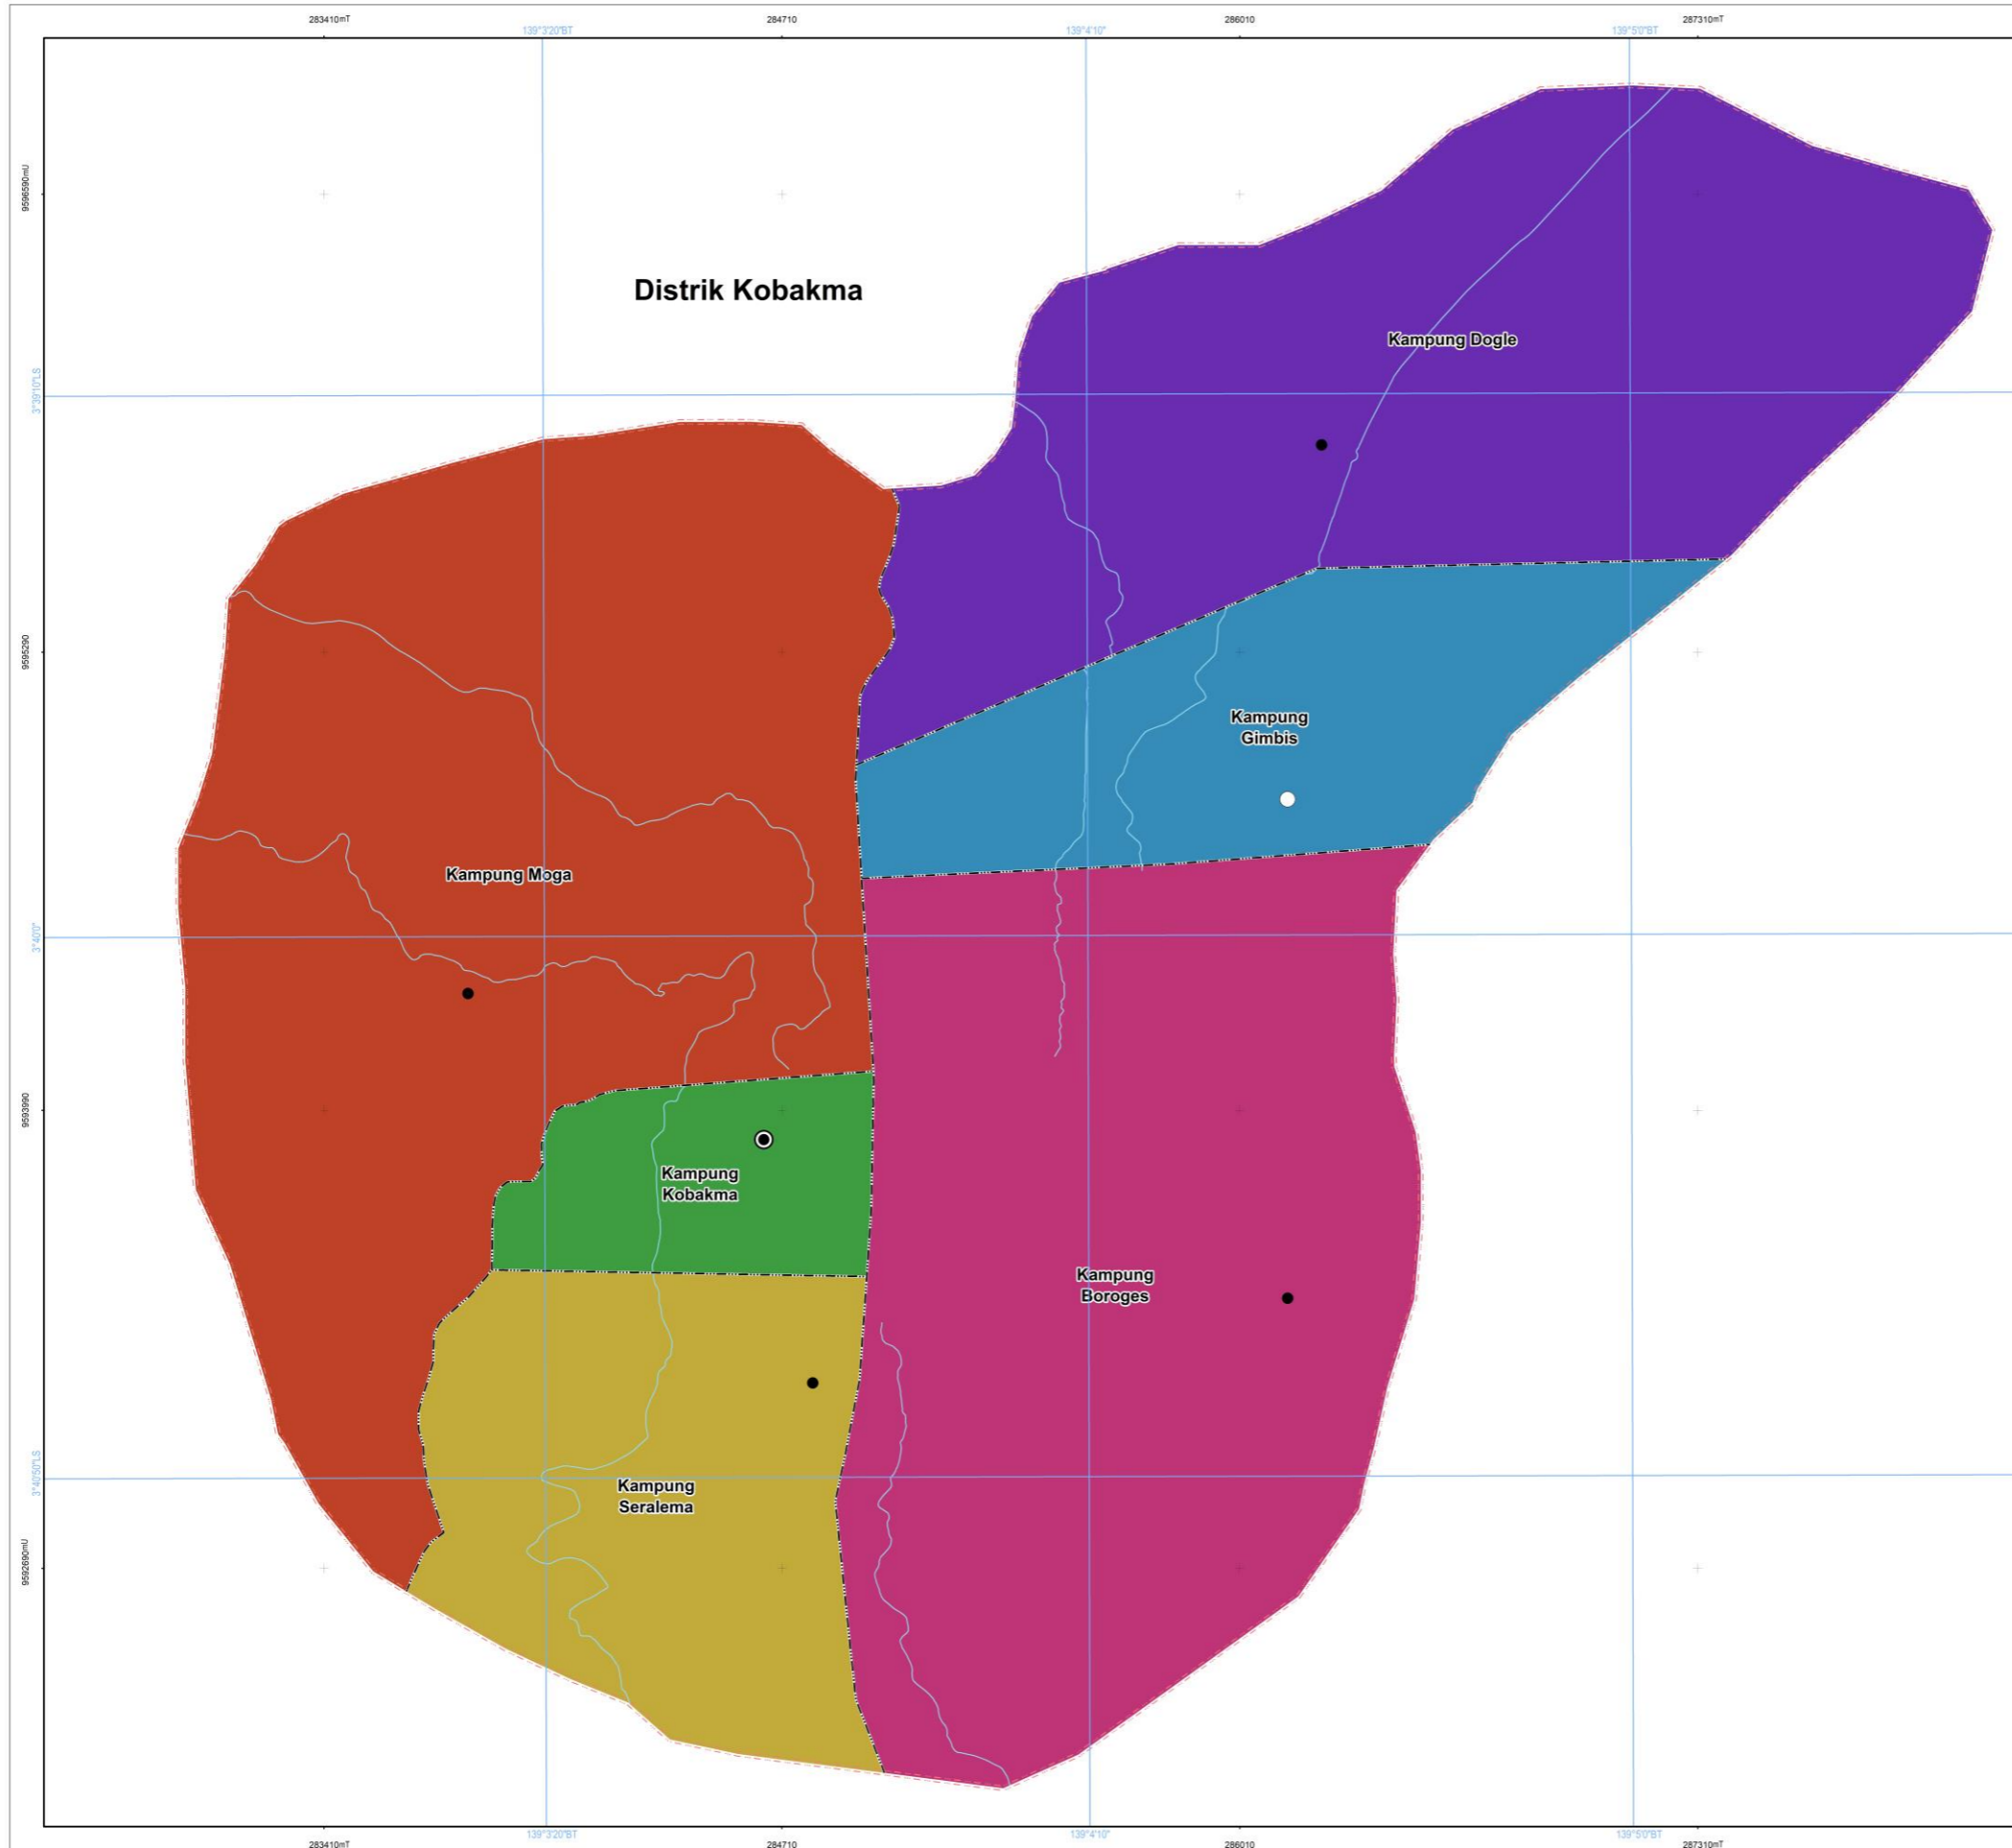 283410mT
284710
286010
287310mT
139°3'20"BT
139°4'10"
139°5'0"BT
9596590mU
Distrik Kobakma
Kampung Dogle
3°39'10"LS
9595290
Kampung
Gimbis
Kampung Moga
3°40'0"
9593990
Kampung
Kobakma
Kampung
Boroges
3°40'50"LS
Kampung
Seralema
9592690mU
139°3'20"BT
139°4'10"
139°5'0"BT
283410mT
284710
286010
287310mT